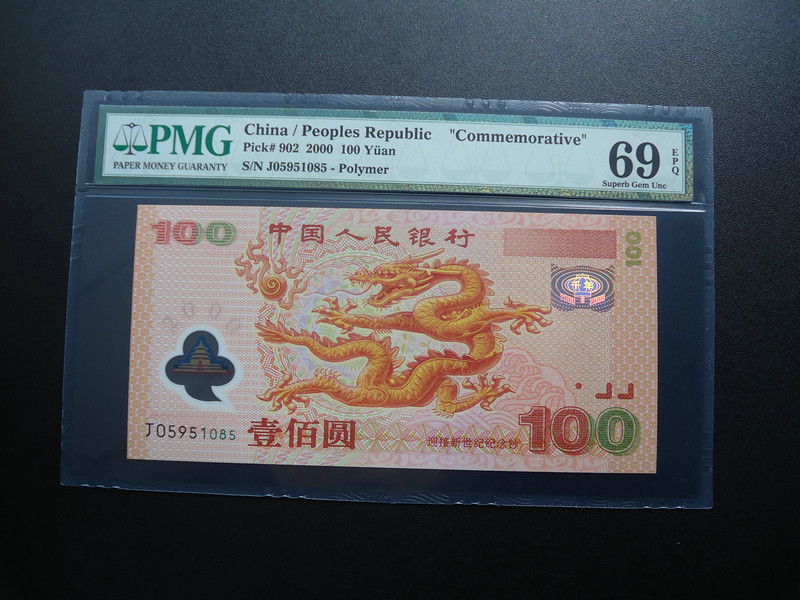 PMG
PAPER MONEY GUARANTY
China / Peoples Republic "Commemorative"
Pick# 902 2000 100 Yüan
S/N J05951085 - Polymer
69
EPQ
Superb Gem Unc
100
中国人民银行
100
J05951085
壹佰圆
迎接新世纪纪念钞
100